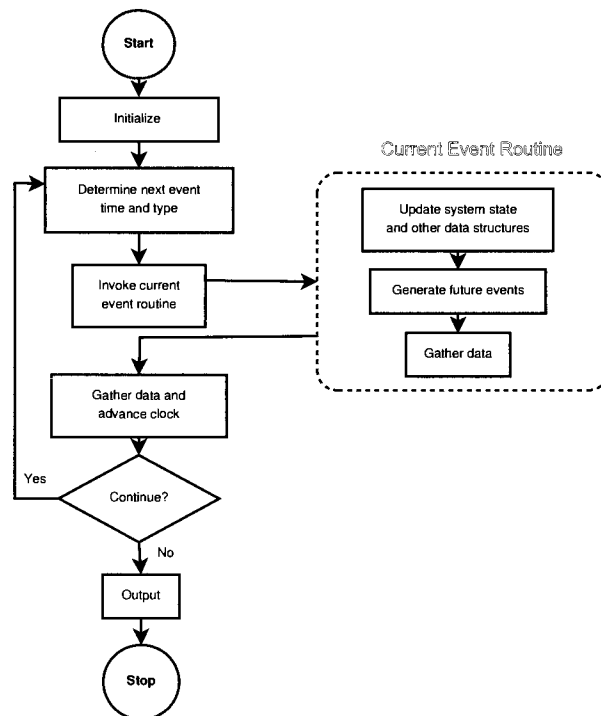 Start
Initialize
Determine next event
time and type
Invoke current
event routine
Current Event Routine
Update system state
and other data structures
Generate future events
Gather data
Gather data and
advance clock
Continue?
Yes
No
Output
Stop